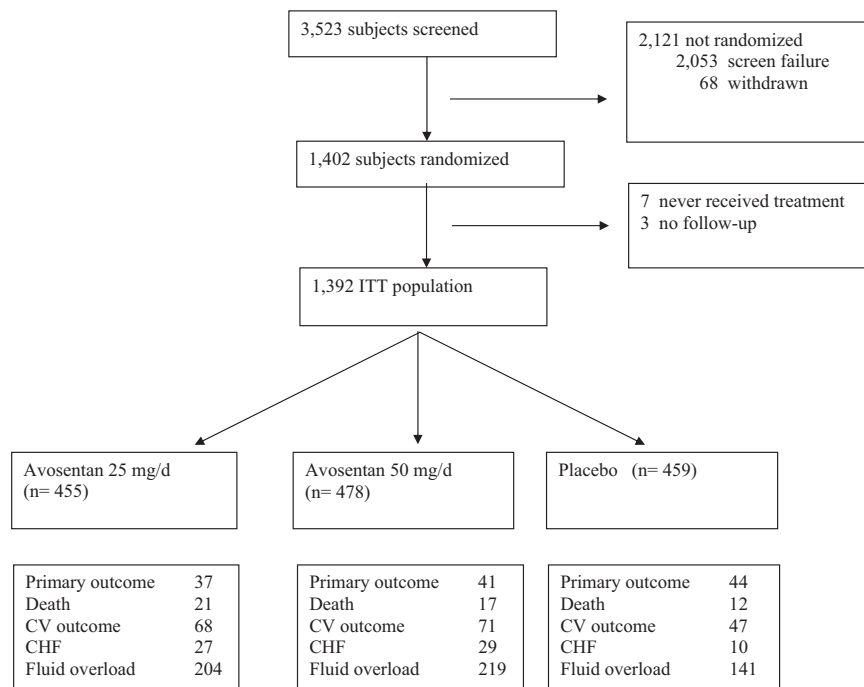 3,523 subjects screened
2,121 not randomized
2,053 screen failure
68 withdrawn
1,402 subjects randomized
7 never received treatment
3 no follow-up
1,392 ITT population
Avosentan 25 mg/d
(n= 455)
Avosentan 50 mg/d
(n= 478)
Placebo (n= 459)
Primary outcome 37
Death 21
CV outcome 68
CHF 27
Fluid overload 204
Primary outcome 41
Death 17
CV outcome 71
CHF 29
Fluid overload 219
Primary outcome 44
Death 12
CV outcome 47
CHF 10
Fluid overload 141